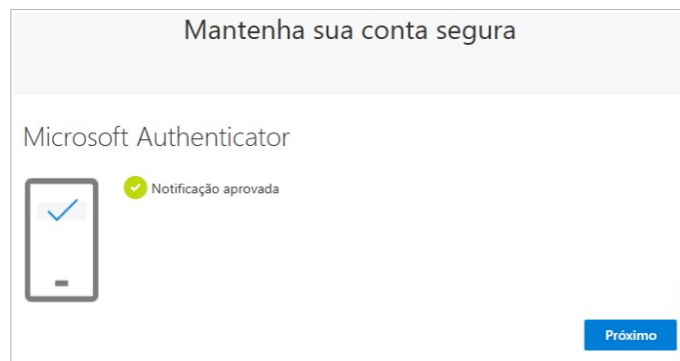 Mantenha sua conta segura
Microsoft Authenticator
Notificação aprovada
Próximo